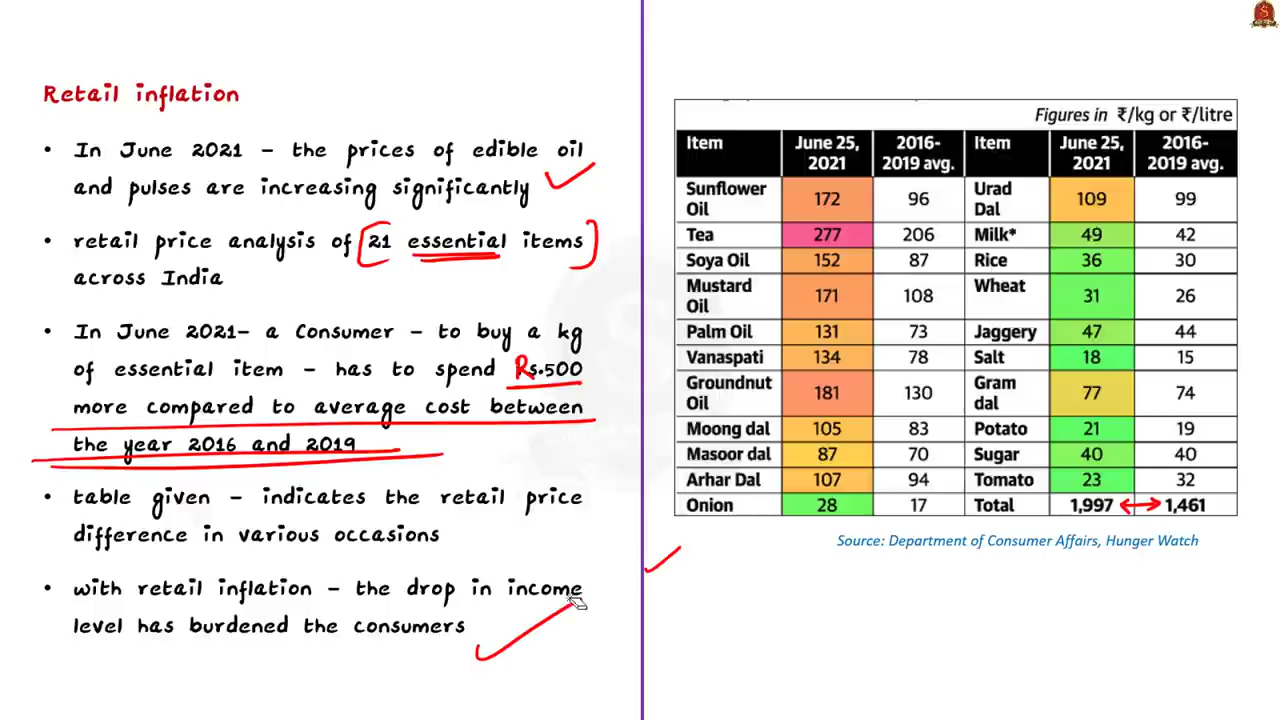 Retail inflation
• In June 2021 – the prices of edible oil
and pulses are increasing significantly
• retail price analysis of 21 essential items
across India
• In June 2021- a Consumer - to buy a kg
of essential item - has to spend Rs.500
more compared to average cost between
the year 2016 and 2019
• table given - indicates the retail price
difference in various occasions
• with retail inflation - the drop in income
level has burdened the consumers
Figures in ₹/kg or ₹/litre
Item June 25, 2021 2016-2019 avg. Item June 25, 2021 2016-2019 avg.
Sunflower Oil 172 96 Urad Dal 109 99
Tea 277 206 Milk* 49 42
Soya Oil 152 87 Rice 36 30
Mustard Oil 171 108 Wheat 31 26
Palm Oil 131 73 Jaggery 47 44
Vanaspati 134 78 Salt 18 15
Groundnut Oil 181 130 Gram dal 77 74
Moong dal 105 83 Potato 21 19
Masoor dal 87 70 Sugar 40 40
Arhar Dal 107 94 Tomato 23 32
Onion 28 17 Total 1,997 1,461
Source: Department of Consumer Affairs, Hunger Watch